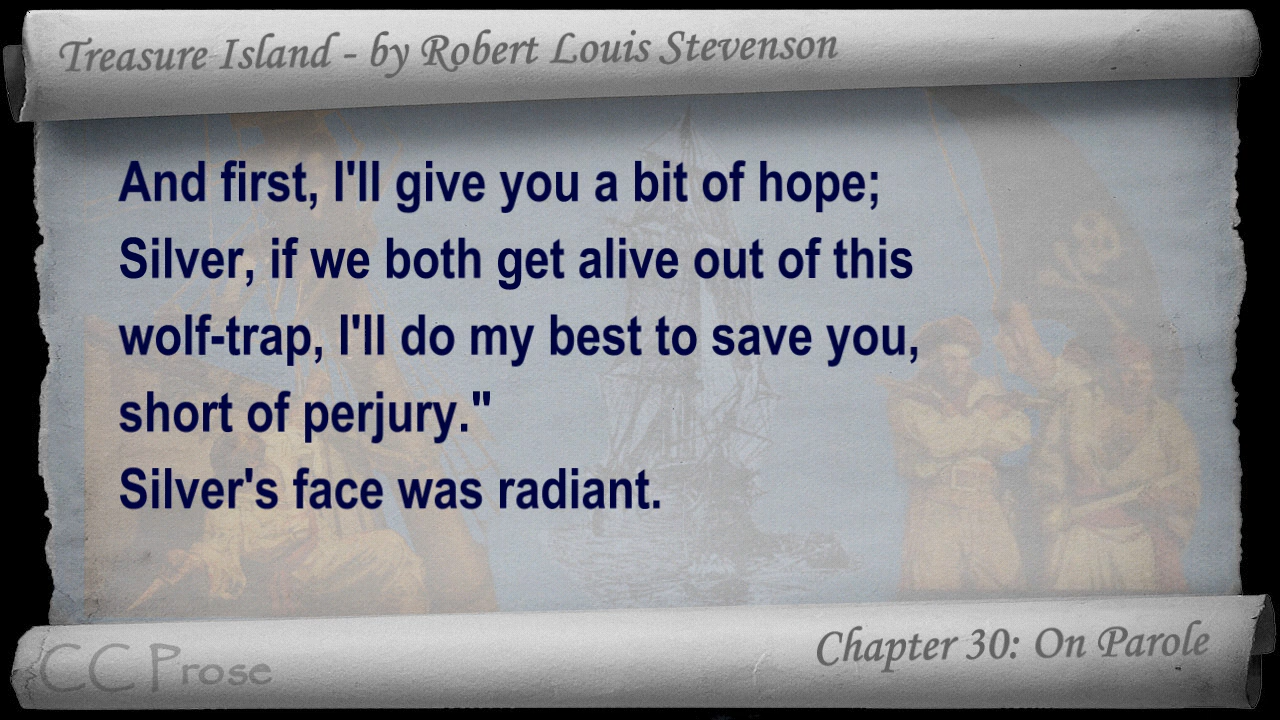 Treasure Island - by Robert Louis Stevenson
And first, I'll give you a bit of hope;
Silver, if we both get alive out of this
wolf-trap, I'll do my best to save you,
short of perjury."
Silver's face was radiant.
Chapter 30: On Parole
CC Prose